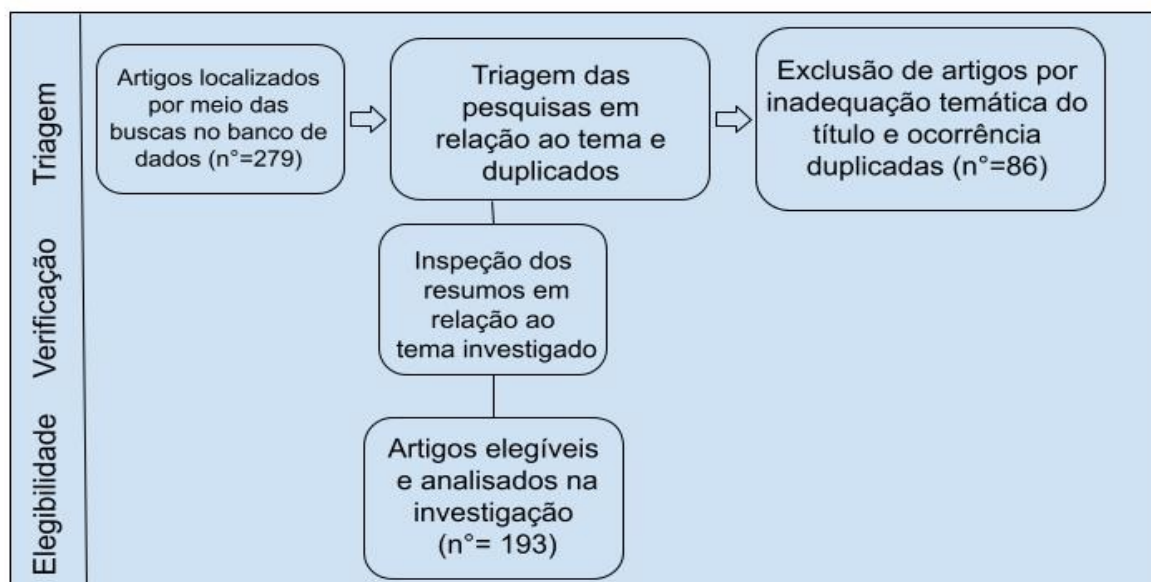 Triagem
Artigos localizados
por meio das
buscas no banco de
dados (n°=279)
Triagem das
pesquisas em
relação ao tema e
duplicados
Exclusão de artigos por
inadequação temática do
título e ocorrência
duplicadas (n°=86)
Verificação
Inspeção dos
resumos em
relação ao
tema investigado
Elegibilidade
Artigos elegíveis
e analisados na
investigação
(n°= 193)